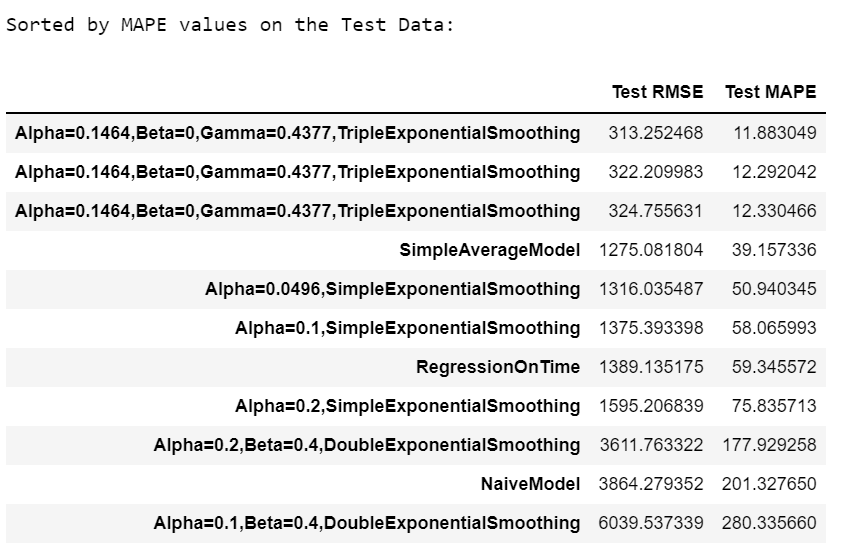 Sorted by MAPE values on the Test Data:
Test RMSE Test MAPE
Alpha=0.1464,Beta=0,Gamma=0.4377,TripleExponentialSmoothing 313.252468 11.883049
Alpha=0.1464,Beta=0,Gamma=0.4377,TripleExponentialSmoothing 322.209983 12.292042
Alpha=0.1464,Beta=0,Gamma=0.4377,TripleExponentialSmoothing 324.755631 12.330466
SimpleAverageModel 1275.081804 39.157336
Alpha=0.0496,SimpleExponentialSmoothing 1316.035487 50.940345
Alpha=0.1,SimpleExponentialSmoothing 1375.393398 58.065993
RegressionOnTime 1389.135175 59.345572
Alpha=0.2,SimpleExponentialSmoothing 1595.206839 75.835713
Alpha=0.2,Beta=0.4,DoubleExponentialSmoothing 3611.763322 177.929258
NaiveModel 3864.279352 201.327650
Alpha=0.1,Beta=0.4,DoubleExponentialSmoothing 6039.537339 280.335660